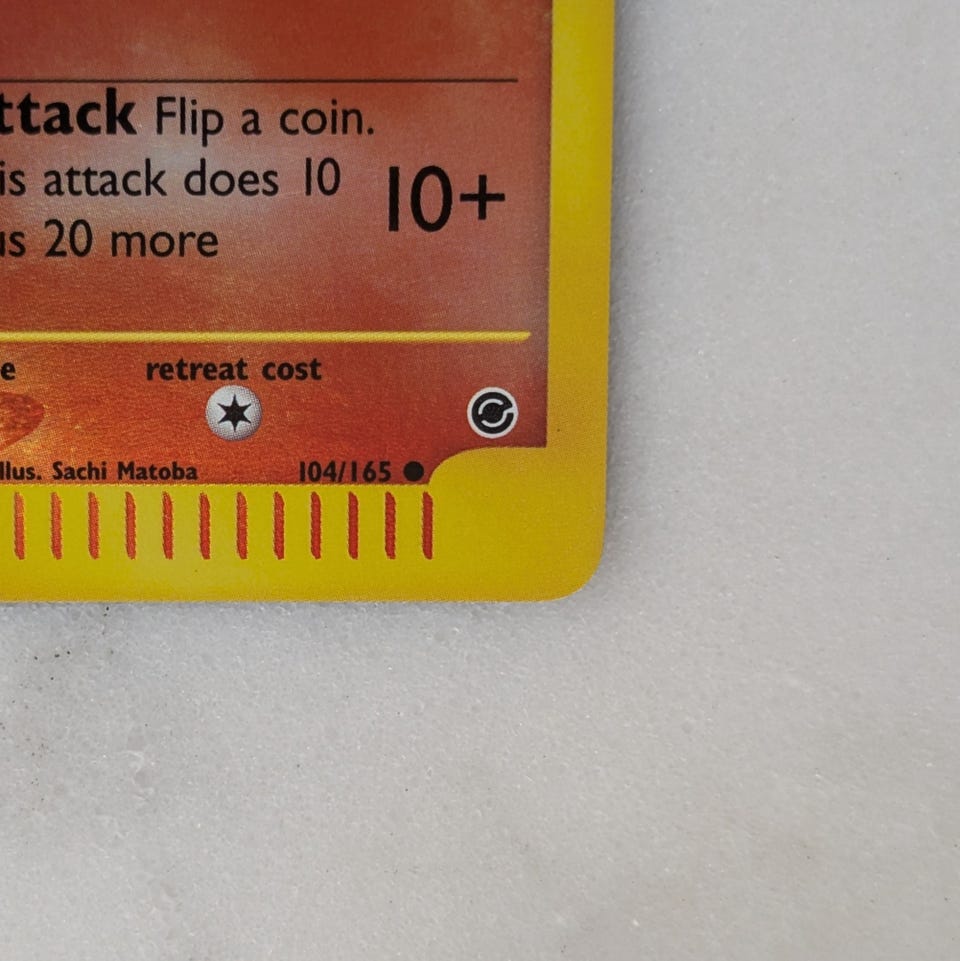 ttack Flip a coin.
is attack does 10
10+
us 20 more
e
retreat cost
llus. Sachi Matoba
104/165 ●